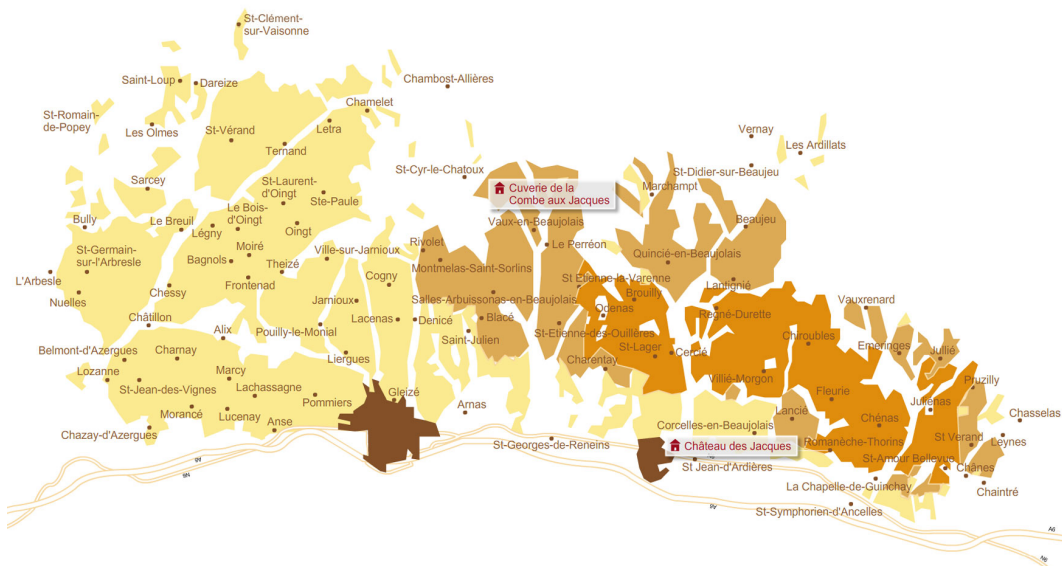 St-Clément-
sur-Vaisonne
Saint-Loup
Dareize
Chambost-Allières
St-Romain-
de-Popey
Les Olmes
St-Vérand
Chamelet
Letra
Ternand
Vernay
Les Ardillats
Sarcey
St-Laurent-
d'Oingt
Ste-Paule
St-Cyr-le-Chatoux
Cuverie de la
Combe aux Jacques
Marchampt
St-Didier-sur-Beaujeu
Bully
Le Breuil
Légny
Le Bois-
d'Oingt
Oingt
Vaux-en-Beaujolais
Beaujeu
St-Germain-
sur-l'Arbresle
Bagnols
Moiré
Theizé
Ville-sur-Jarnioux
Rivolet
Le Perréon
Quincié-en-Beaujolais
L'Arbesle
Nuelles
Chessy
Frontenad
Cogny
Montmelas-Saint-Sorlins
St Etienne-la-Varenne
Lantignié
Jarnioux
Salles-Arbuissonas-en-Beaujolais
Brouilly
Odenas
Regné-Durette
Vauxrenard
Châtillon
Alix
Pouilly-le-Monial
Lacenas
Denicé
Blacé
Saint-Julien
St-Etienne-des-Ouillères
St-Lager
Cercié
Chiroubles
Emeringes
Jullié
Belmont-d'Azergues
Charnay
Liergues
Charentay
Lozanne
St-Jean-des-Vignes
Marcy
Lachassagne
Villié-Morgon
Pruzilly
Morancé
Lucenay
Pommiers
Gleizé
Arnas
Fleurie
Juliénas
Lancié
Chénas
Chasselas
Chazay-d'Azergues
Anse
St-Georges-de-Reneins
Corcelles-en-Beaujolais
Château des Jacques
Romanèche-Thorins
St Verand
Leynes
St Jean-d'Ardières
St-Amour Bellevue
Chânes
La Chapelle-de-Guinchay
Chaintré
St-Symphorien-d'Ancelles
A6
N6